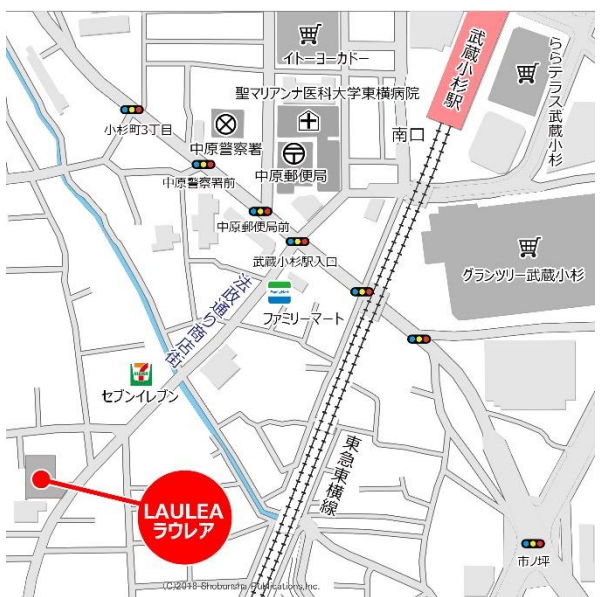 イトーヨーカドー
武蔵小杉駅
ららテラス武蔵小杉
聖マリアンナ医科大学東横病院
小杉町3丁目
中原警察署
南口
中原郵便局
中原警察署前
中原郵便局前
武蔵小杉駅入口
グランツリー武蔵小杉
FamilyMart
ファミリーマート
法政通り商店街
セブンイレブン
東急東横線
LAULEA
ラウレア
市ノ坪
(C)2018 Shobunsha Publications,Inc.